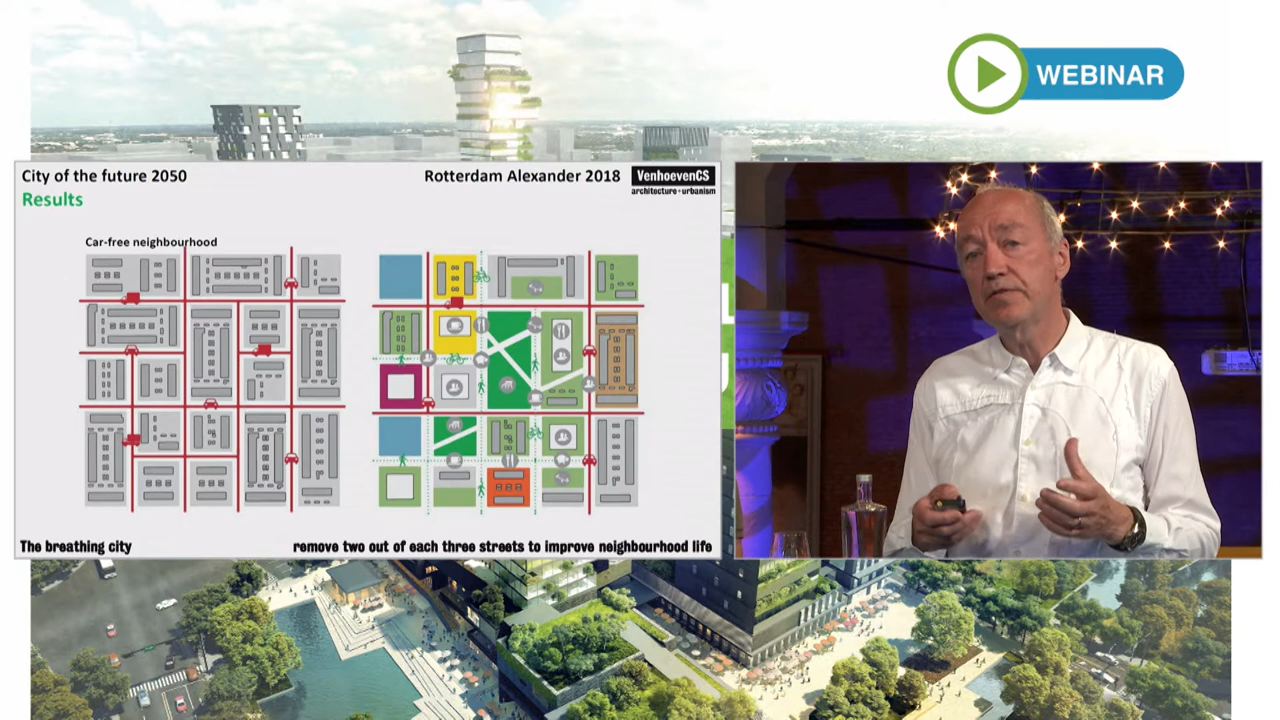 WEBINAR
City of the future 2050
Rotterdam Alexander 2018
VenhoevenCS
architecture+urbanism
Results
Car-free neighbourhood
The breathing city
remove two out of each three streets to improve neighbourhood life